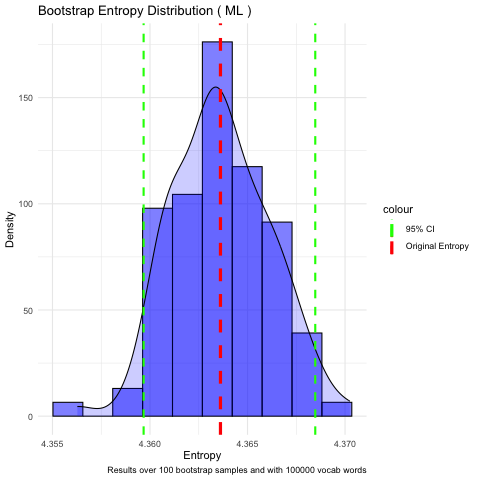 Bootstrap Entropy Distribution ( ML )
Density
150
100
50
0
4.355
4.360
4.365
4.370
Entropy
Results over 100 bootstrap samples and with 100000 vocab words
colour
95% CI
Original Entropy